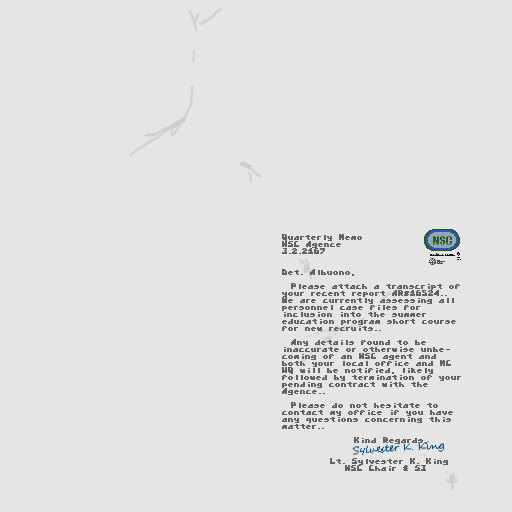 Quarterly Memo
NSC Agence
3.2.2167
NSC
Det. Albuono,
Please attach a transcript of
your recent report AR#16524..
We are currently assessing all
personnel case files for
inclusion into the summer
education program short course
for new recruits..
Any details found to be
inaccurate or otherwise unbe-
coming of an NSC agent and
both your local office and NC
HQ will be notified, likely
followed by termination of your
pending contract with the
Agence..
Please do not hesitate to
contact my office if you have
any questions concerning this
matter..
Kind Regards,
Sylvester K. King
Lt. Sylvester K. King
NSC Chair & SI